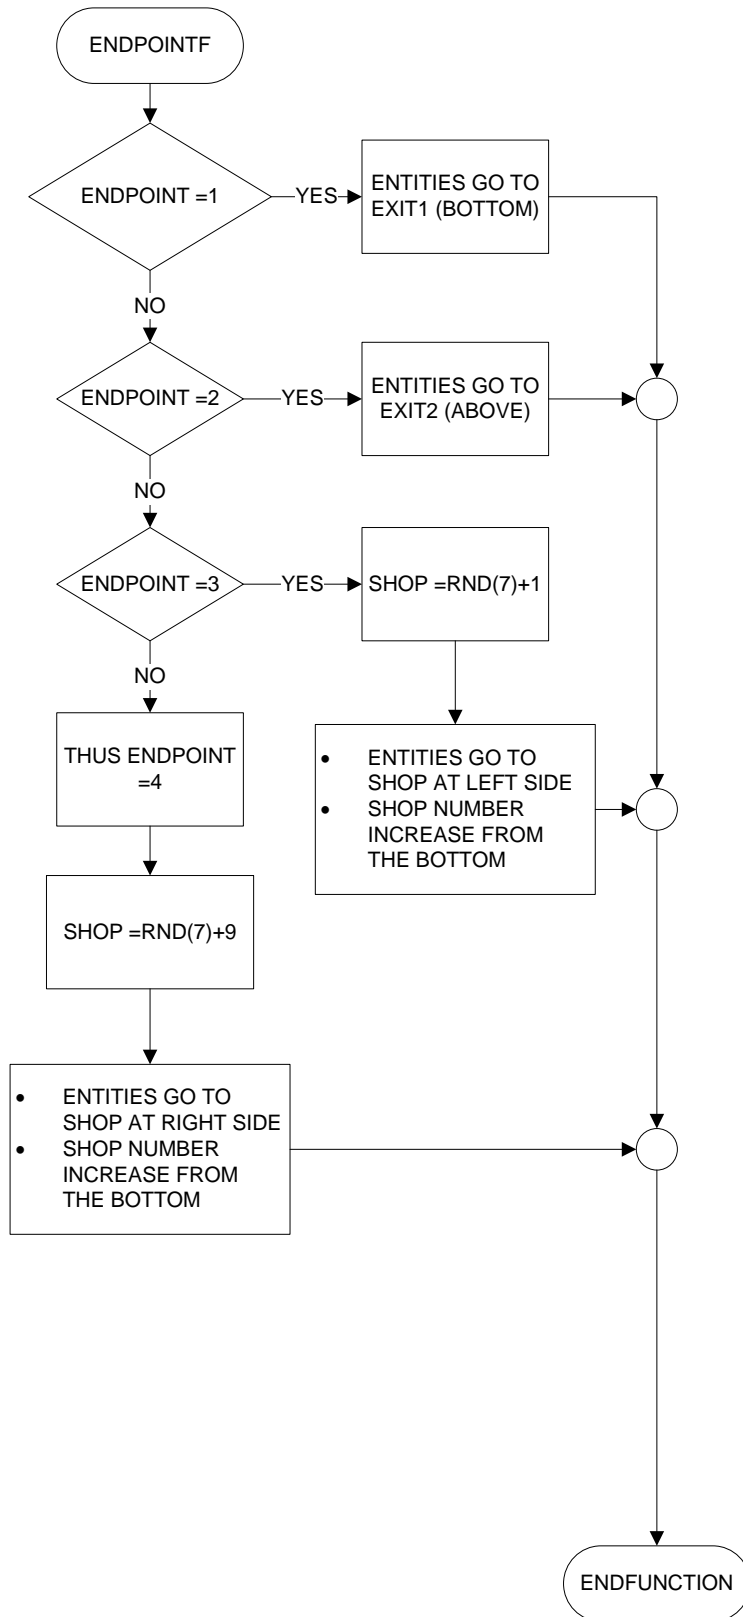 ENDPOINTF
ENDPOINT =1
YES
ENTITIES GO TO
EXIT1 (BOTTOM)
NO
ENDPOINT =2
YES
ENTITIES GO TO
EXIT2 (ABOVE)
NO
ENDPOINT =3
YES
SHOP =RND(7)+1
NO
THUS ENDPOINT
=4
• ENTITIES GO TO
SHOP AT LEFT SIDE
• SHOP NUMBER
INCREASE FROM
THE BOTTOM
SHOP =RND(7)+9
• ENTITIES GO TO
SHOP AT RIGHT SIDE
• SHOP NUMBER
INCREASE FROM
THE BOTTOM
ENDFUNCTION